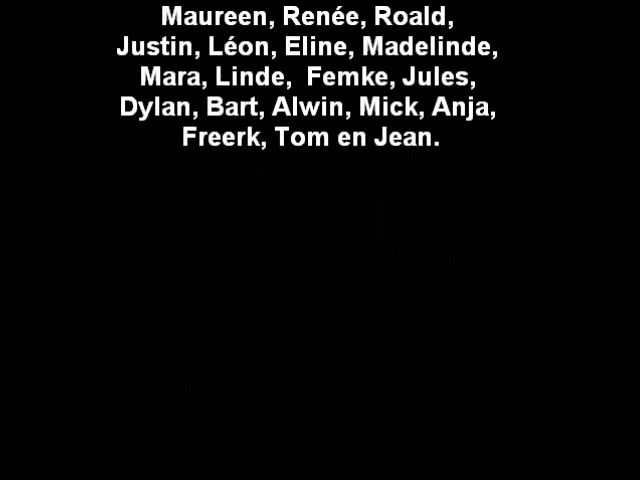 Maureen, Renée, Roald,
Justin, Léon, Eline, Madelinde,
Mara, Linde, Femke, Jules,
Dylan, Bart, Alwin, Mick, Anja,
Freerk, Tom en Jean.